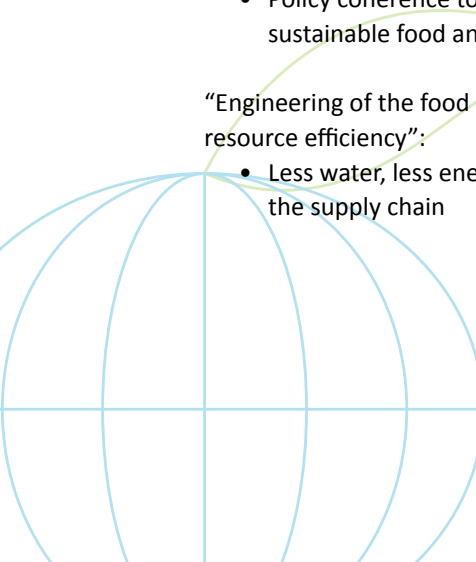 • Policy coherence to
sustainable food an
“Engineering of the food
resource efficiency”:
• Less water, less ene
the supply chain